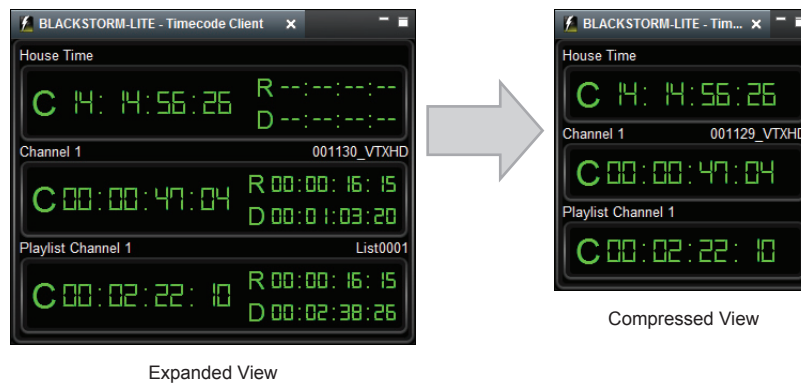 BLACKSTORM-LITE - Timecode Client
House Time
C 14:14:56:26
R --:--:--:--
D --:--:--:--
Channel 1 001130_VTXHD
C 00:00:47:04
R 00:00:16:15
D 00:01:03:20
Playlist Channel 1 List0001
C 00:02:22:10
R 00:00:16:15
D 00:02:38:26
Expanded View
BLACKSTORM-LITE - Tim...
House Time
C 14:14:56:26
Channel 1 001129_VTXHD
C 00:00:47:04
Playlist Channel 1
C 00:02:22:10
Compressed View